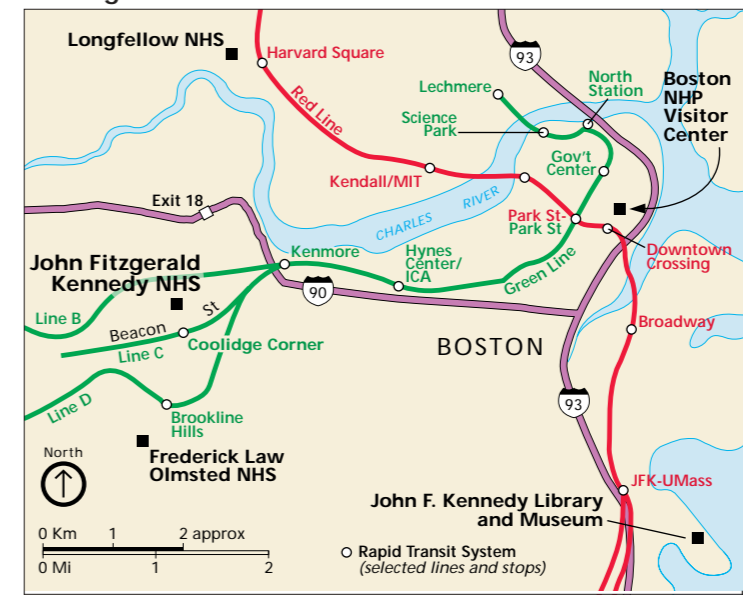 Longfellow NHS
Harvard Square
Red Line
93
Lechmere
North
Station
Boston
NHP
Visitor
Center
Science
Park
Gov't
Center
Kendall/MIT
CHARLES RIVER
Exit 18
Park St-
Park St
Downtown
Crossing
Kenmore
Hynes
Center/
ICA
Green Line
John Fitzgerald
Kennedy NHS
90
Line B
Beacon St
Line C
Coolidge Corner
BOSTON
Broadway
Line D
Brookline
Hills
93
North
Frederick Law
Olmsted NHS
JFK-UMass
John F. Kennedy Library
and Museum
0 Km 1 2 approx
0 Mi 1 2
Rapid Transit System
(selected lines and stops)